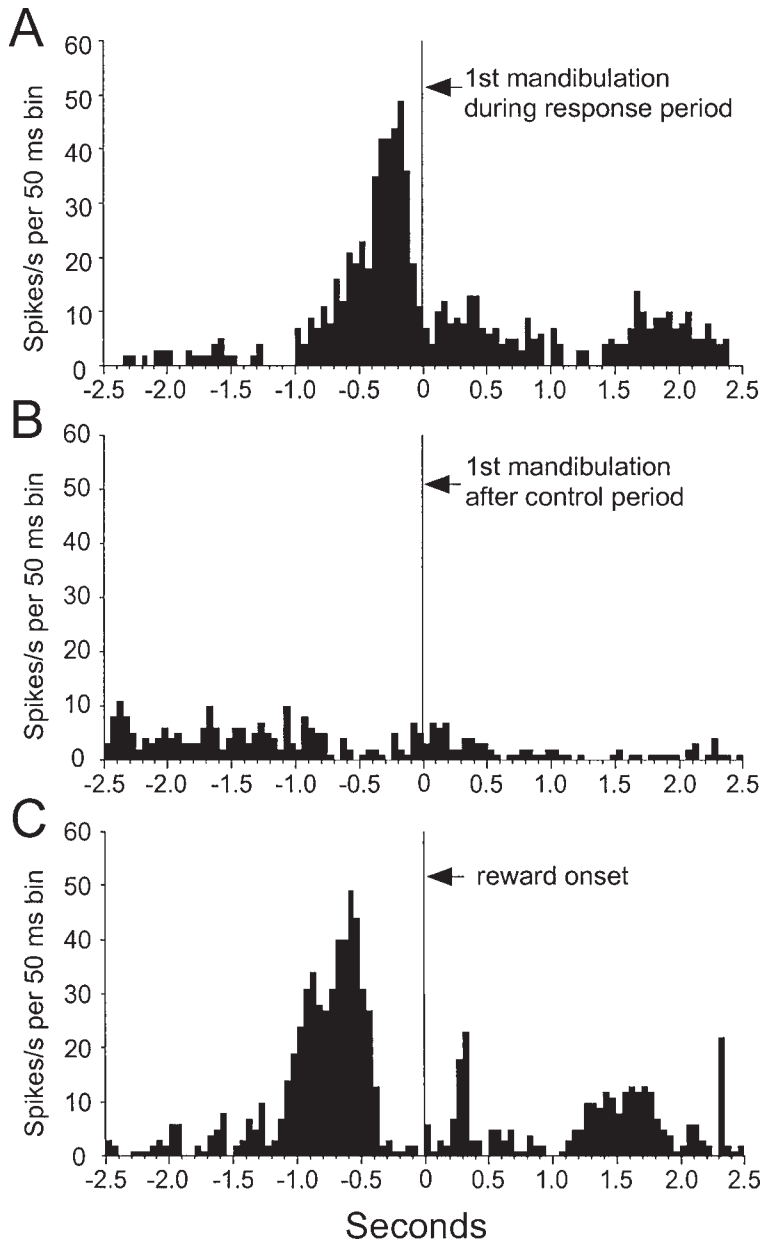 A
Spikes/s per 50 ms bin
60
50
40
30
20
10
0
1st mandibulation
during response period
-2.5 -2.0 -1.5 -1.0 -0.5 0 0.5 1.0 1.5 2.0 2.5
B
Spikes/s per 50 ms bin
60
50
40
30
20
10
0
1st mandibulation
after control period
-2.5 -2.0 -1.5 -1.0 -0.5 0 0.5 1.0 1.5 2.0 2.5
C
Spikes/s per 50 ms bin
60
50
40
30
20
10
0
reward onset
-2.5 -2.0 -1.5 -1.0 -0.5 0 0.5 1.0 1.5 2.0 2.5
Seconds